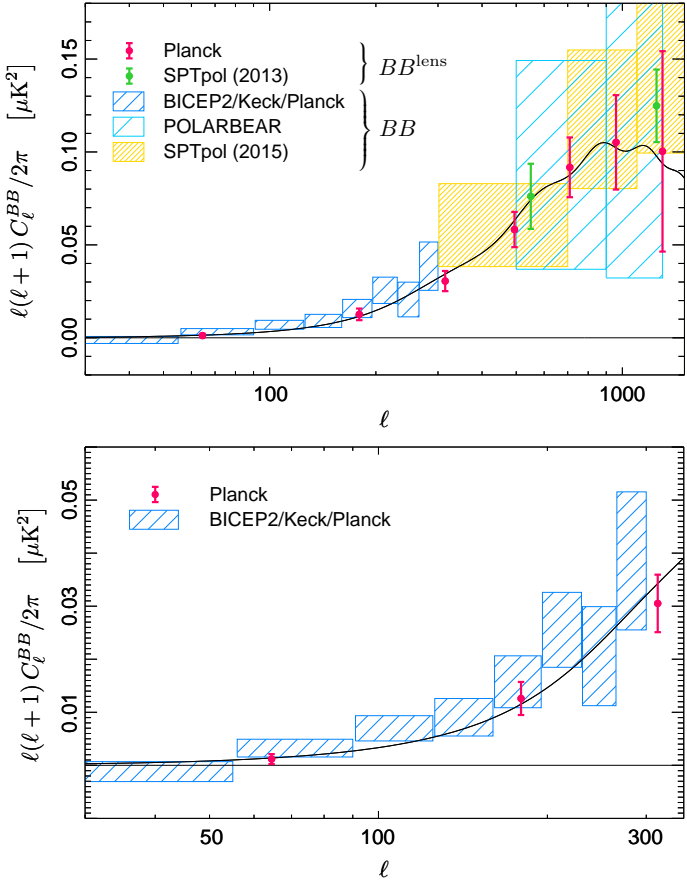 Planck
SPTpol (2013)
BB^lens
BICEP2/Keck/Planck
POLARBEAR
SPTpol (2015)
BB
ℓ(ℓ + 1) C_ℓ^BB/2π [μK²]
0.15
0.10
0.05
0.00
100 1000
ℓ
Planck
BICEP2/Keck/Planck
ℓ(ℓ + 1) C_ℓ^BB/2π [μK²]
0.05
0.03
0.01
50 100 300
ℓ